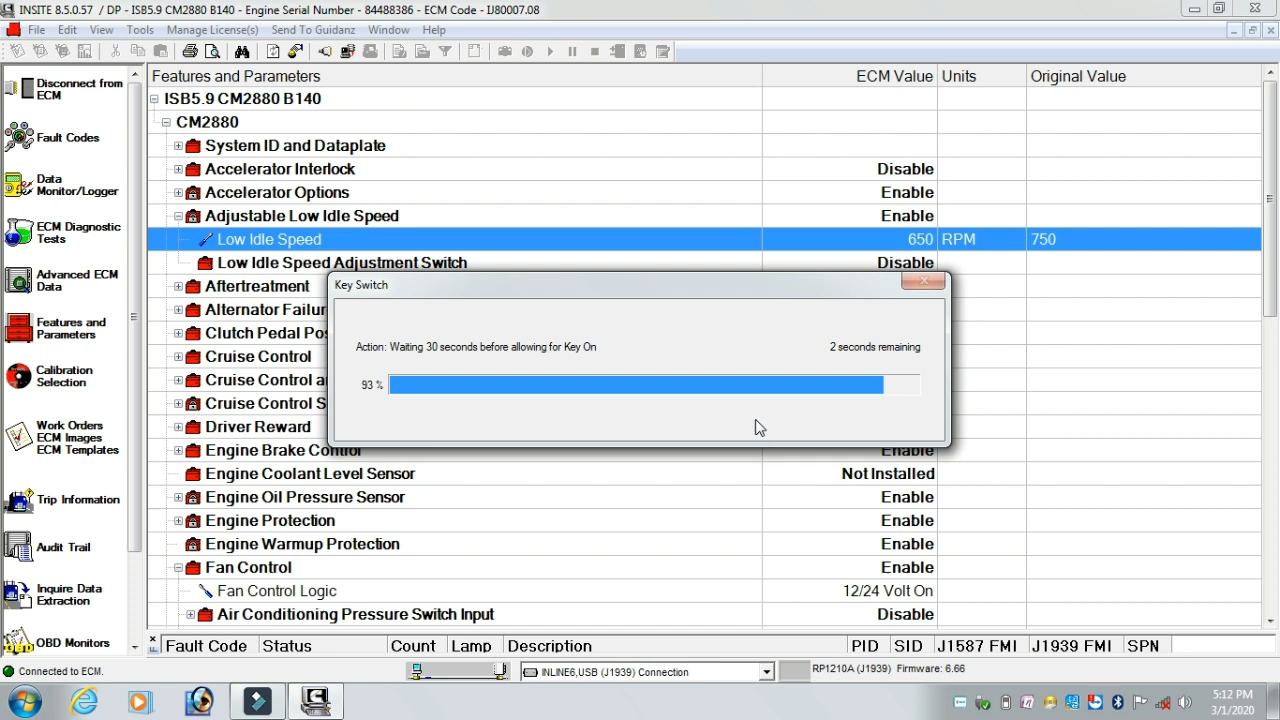 INSITE 8.5.0.57 / DP - ISB5.9 CM2880 B140 - Engine Serial Number - 84488386 - ECM Code - IJ80007.08
File Edit View Tools Manage License(s) Send To Guidanz Window Help
Disconnect from
ECM
Fault Codes
Data
Monitor/Logger
ECM Diagnostic
Tests
Advanced ECM
Data
Features and
Parameters
Calibration
Selection
Work Orders
ECM Images
ECM Templates
Trip Information
Audit Trail
Inquire Data
Extraction
OBD Monitors
Features and Parameters ECM Value Units Original Value
ISB5.9 CM2880 B140
CM2880
System ID and Dataplate
Accelerator Interlock Disable
Accelerator Options Enable
Adjustable Low Idle Speed Enable
Low Idle Speed 650 RPM 750
Low Idle Speed Adjustment Switch Disable
Aftertreatment
Alternator Failur
Clutch Pedal Pos
Cruise Control
Cruise Control a
Cruise Control S
Driver Reward
Engine Brake Control Enable
Engine Coolant Level Sensor Not Installed
Engine Oil Pressure Sensor Enable
Engine Protection Enable
Engine Warmup Protection Enable
Fan Control Enable
Fan Control Logic 12/24 Volt On
Air Conditioning Pressure Switch Input Disable
Key Switch
Action: Waiting 30 seconds before allowing for Key On 2 seconds remaining
93 %
Fault Code Status Count Lamp Description PID SID J1587 FMI J1939 FMI SPN
Connected to ECM. INLINE6,USB (J1939) Connection RP1210A (J1939) Firmware: 6.66
5:12 PM
3/1/2020